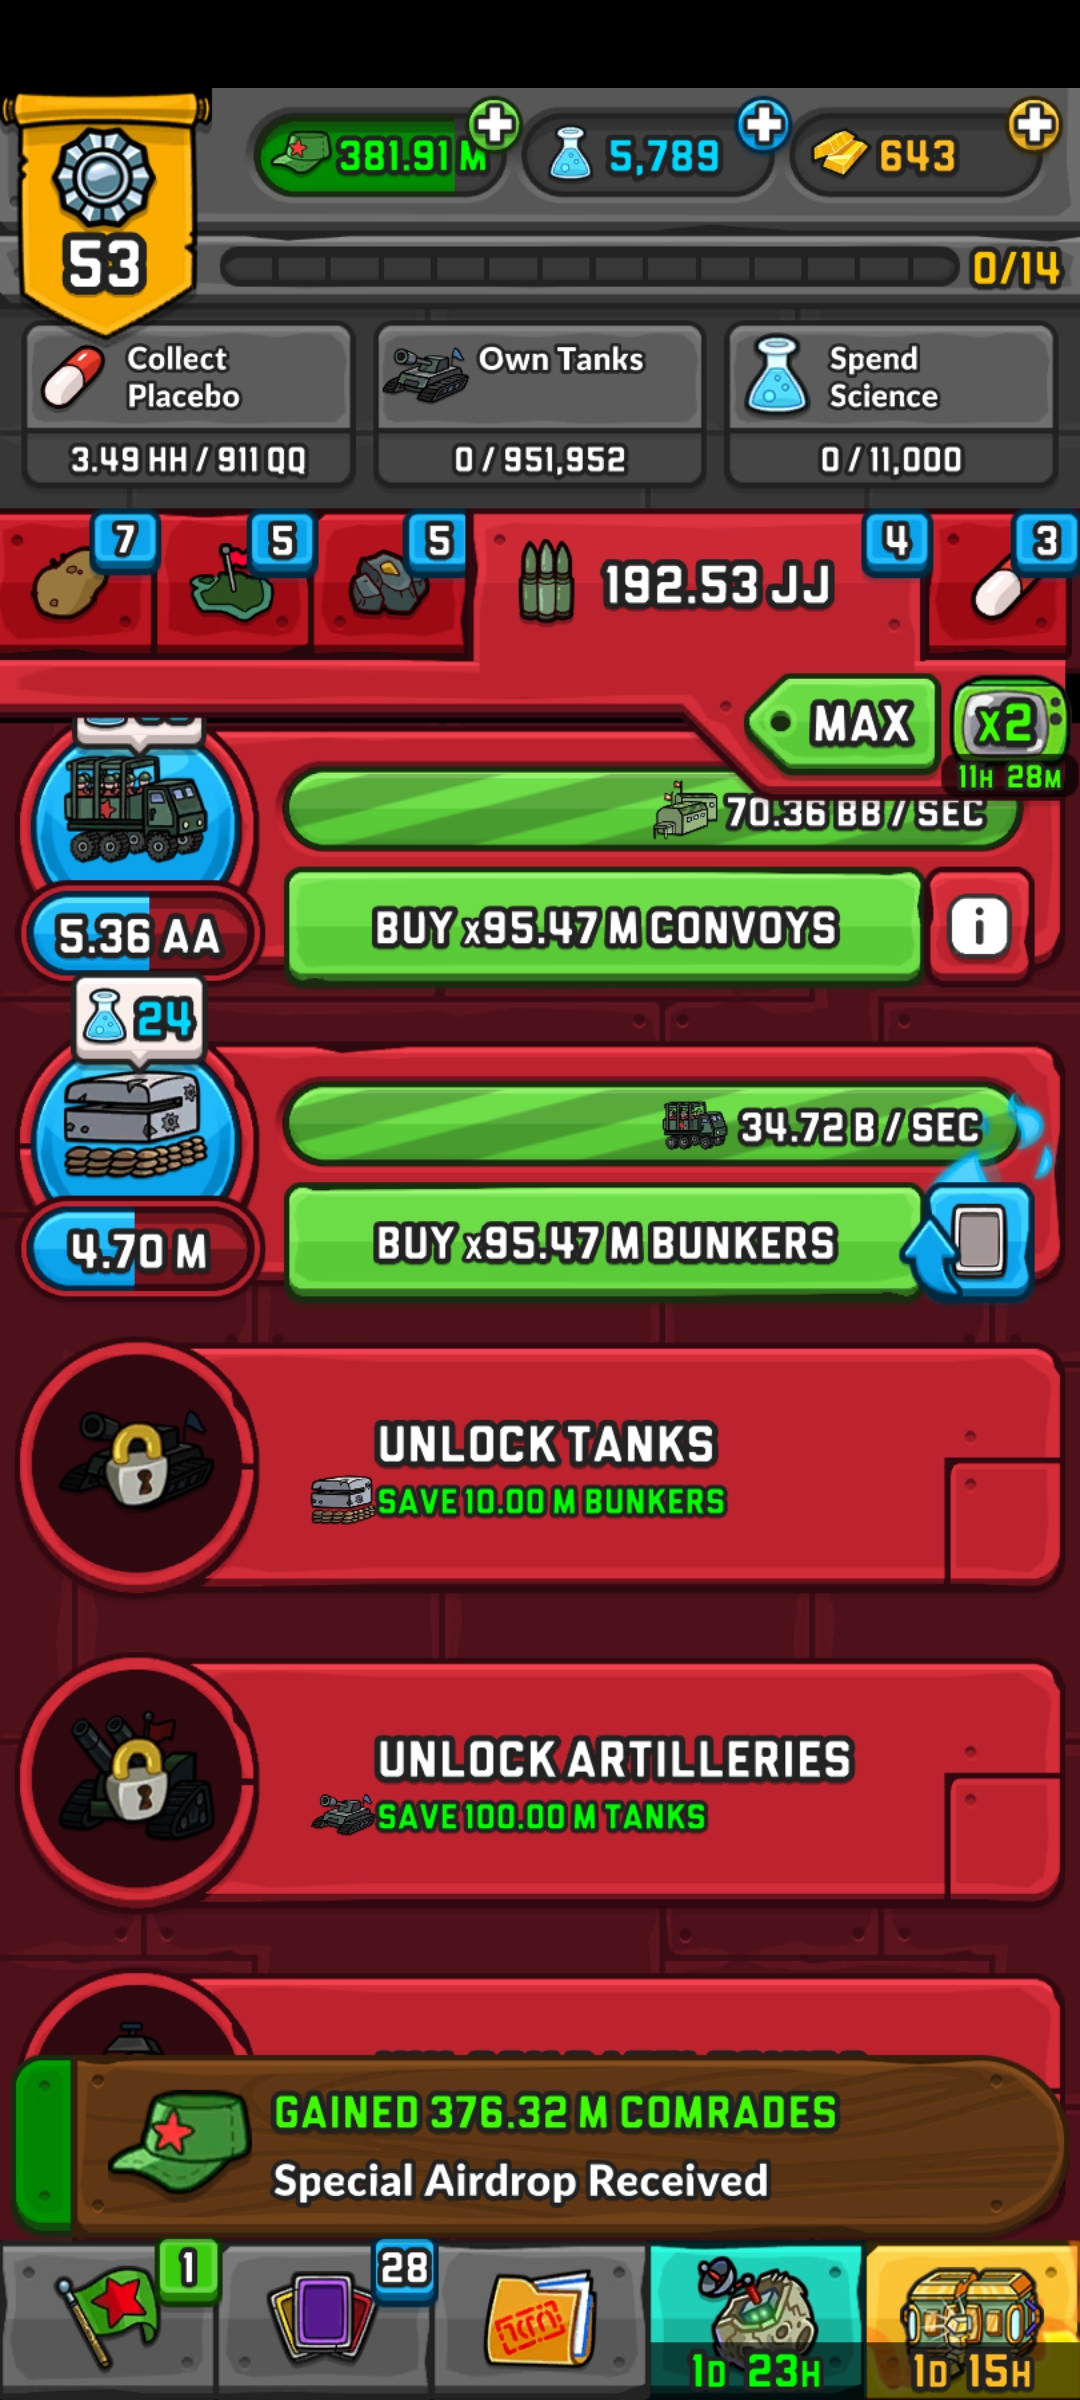 381.91 M
5,789
643
53
0/14
Collect
Placebo
3.49 HH / 911 QQ
Own Tanks
0 / 951,952
Spend
Science
0 / 11,000
7
5
5
192.53 JJ
4
3
MAX
x2
11H 28M
70.36 BB / SEC
5.36 AA
BUY x95.47 M CONVOYS
i
24
34.72 B / SEC
4.70 M
BUY x95.47 M BUNKERS
UNLOCK TANKS
SAVE 10.00 M BUNKERS
UNLOCK ARTILLERIES
SAVE 100.00 M TANKS
GAINED 376.32 M COMRADES
Special Airdrop Received
1
28
1D 23H
1D 15H